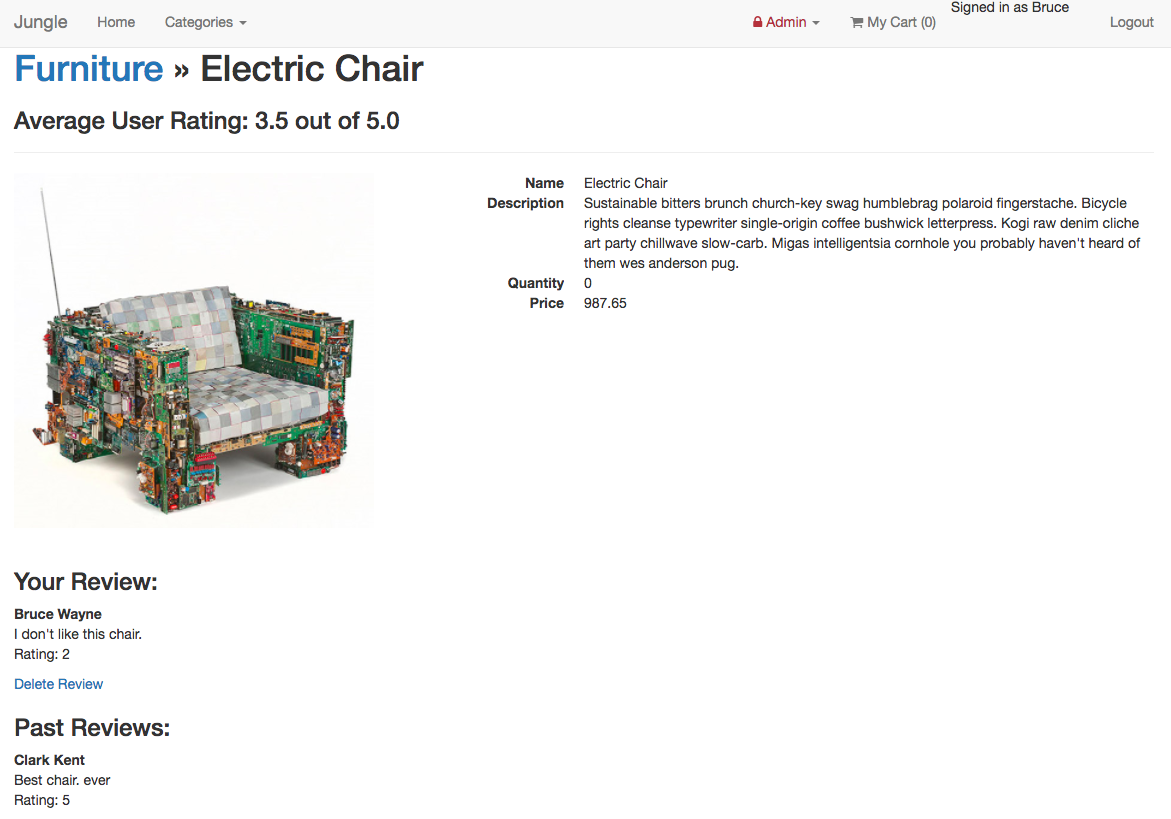 Jungle Home Categories Admin My Cart (0) Signed in as Bruce Logout
Furniture » Electric Chair
Average User Rating: 3.5 out of 5.0
Name Electric Chair
Description Sustainable bitters brunch church-key swag humblebrag polaroid fingerstache. Bicycle
rights cleanse typewriter single-origin coffee bushwick letterpress. Kogi raw denim cliche
art party chillwave slow-carb. Migas intelligentsia cornhole you probably haven't heard of
them wes anderson pug.
Quantity 0
Price 987.65
Your Review:
Bruce Wayne
I don't like this chair.
Rating: 2
Delete Review
Past Reviews:
Clark Kent
Best chair. ever
Rating: 5